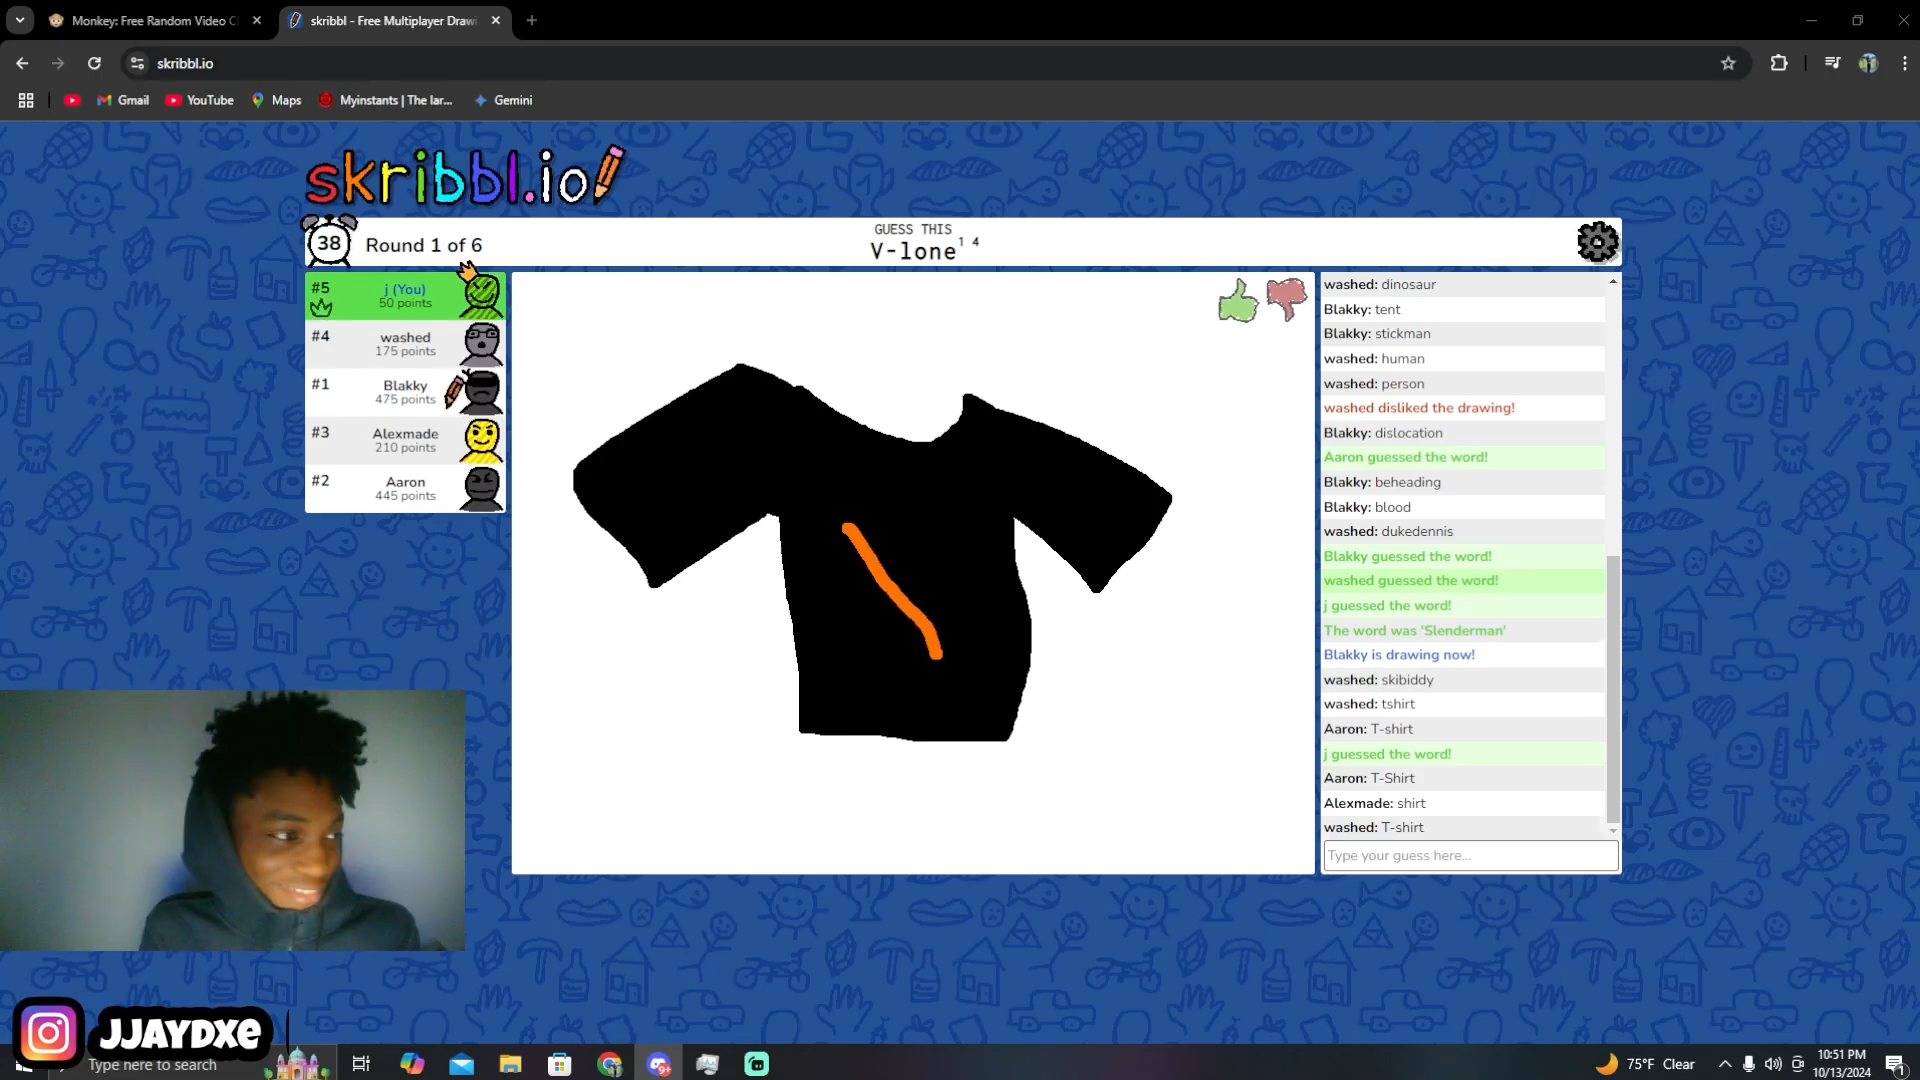 Monkey: Free Random Video C
skribbl - Free Multiplayer Drawi
skribbl.io
Gmail
YouTube
Maps
Myinstants | The lar...
Gemini
skribbl.io
38
Round 1 of 6
GUESS THIS
V-lone 1 4
#5
j (You)
50 points
#4
washed
175 points
#1
Blakky
475 points
#3
Alexmade
210 points
#2
Aaron
445 points
washed: dinosaur
Blakky: tent
Blakky: stickman
washed: human
washed: person
washed disliked the drawing!
Blakky: dislocation
Aaron guessed the word!
Blakky: beheading
Blakky: blood
washed: dukedennis
Blakky guessed the word!
washed guessed the word!
j guessed the word!
The word was 'Slenderman'
Blakky is drawing now!
washed: skibiddy
washed: tshirt
Aaron: T-shirt
j guessed the word!
Aaron: T-Shirt
Alexmade: shirt
washed: T-shirt
Type your guess here...
JJAYDXE
Type here to search
9+
75°F Clear
10:51 PM
10/13/2024
1